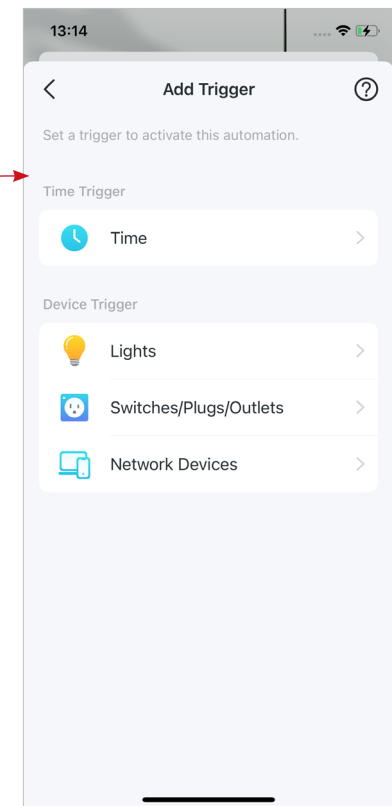 13:14
Add Trigger
Set a trigger to activate this automation.
Time Trigger
Time
Device Trigger
Lights
Switches/Plugs/Outlets
Network Devices